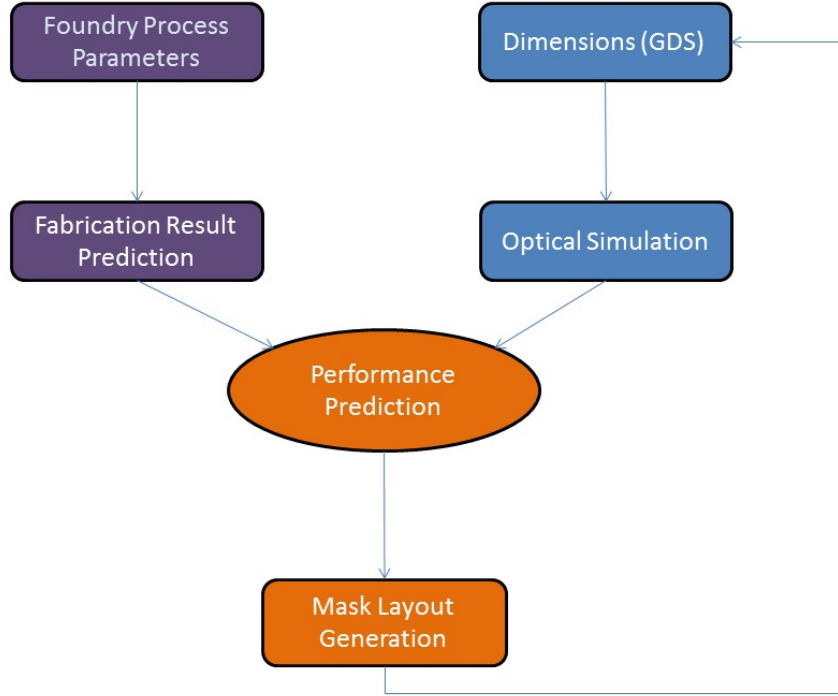 Foundry Process
Parameters
Dimensions (GDS)
Fabrication Result
Prediction
Optical Simulation
Performance
Prediction
Mask Layout
Generation